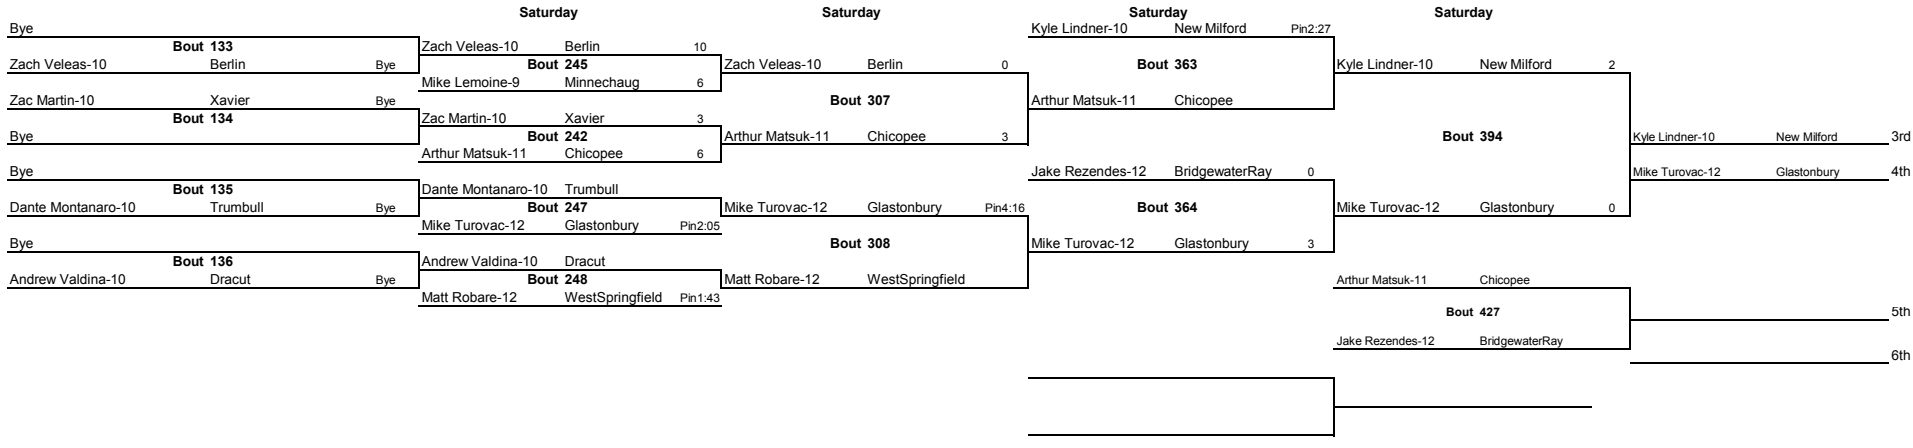 Saturday Saturday Saturday Saturday
Bye Kyle Lindner-10 New Milford Pin2:27
Bout 133 Zach Veleas-10 Berlin 10
Zach Veleas-10 Berlin Bye Bout 245 Zach Veleas-10 Berlin 0 Bout 363 Kyle Lindner-10 New Milford 2
Mike Lemoine-9 Minnechaug 6
Zac Martin-10 Xavier Bye Bout 307 Arthur Matsuk-11 Chicopee
Bout 134 Zac Martin-10 Xavier 3
Bye Bout 242 Arthur Matsuk-11 Chicopee 3 Bout 394 Kyle Lindner-10 New Milford 3rd
Arthur Matsuk-11 Chicopee 6
Bye Jake Rezendes-12 BridgewaterRay 0 Mike Turovac-12 Glastonbury 4th
Bout 135 Dante Montanaro-10 Trumbull
Dante Montanaro-10 Trumbull Bye Bout 247 Mike Turovac-12 Glastonbury Pin4:16 Bout 364 Mike Turovac-12 Glastonbury 0
Mike Turovac-12 Glastonbury Pin2:05
Bye Bout 308 Mike Turovac-12 Glastonbury 3
Bout 136 Andrew Valdina-10 Dracut
Andrew Valdina-10 Dracut Bye Bout 248 Matt Robare-12 WestSpringfield Arthur Matsuk-11 Chicopee
Matt Robare-12 WestSpringfield Pin1:43
Bout 427 5th
Jake Rezendes-12 BridgewaterRay
6th